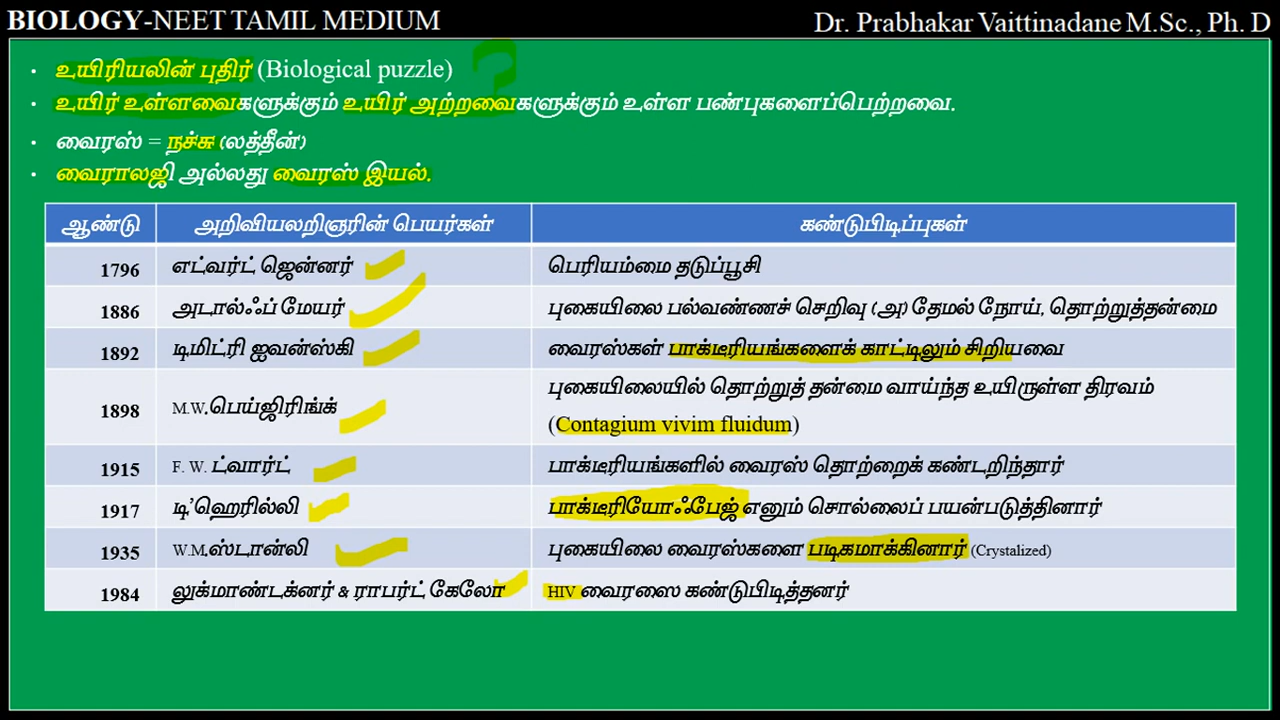 BIOLOGY-NEET TAMIL MEDIUM
Dr. Prabhakar Vaittinadane M.Sc., Ph. D
• உயிரியலின் புதிர் (Biological puzzle) ?
• உயிர் உள்ளவைகளுக்கும் உயிர் அற்றவைகளுக்கும் உள்ள பண்புகளைப்பெற்றவை.
• வைரஸ் = நச்சு (லத்தீன்)
• வைராலஜி அல்லது வைரஸ் இயல்.
ஆண்டு அறிவியலறிஞரின் பெயர்கள் கண்டுபிடிப்புகள்
1796 எட்வர்ட் ஜென்னர் பெரியம்மை தடுப்பூசி
1886 அடால்ஃப் மேயர் புகையிலை பல்வண்ணச் செறிவு (அ) தேமல் நோய், தொற்றுத்தன்மை
1892 டிமிட்ரி ஐவன்ஸ்கி வைரஸ்கள் பாக்டீரியங்களைக் காட்டிலும் சிறியவை
1898 M.W.பெய்ஜிரிங்க் புகையிலையில் தொற்றுத் தன்மை வாய்ந்த உயிருள்ள திரவம்
(Contagium vivim fluidum)
1915 F. W. ட்வார்ட் பாக்டீரியங்களில் வைரஸ் தொற்றைக் கண்டறிந்தார்
1917 டி'ஹெரில்லி பாக்டீரியோஃபேஜ் எனும் சொல்லைப் பயன்படுத்தினார்
1935 W.M.ஸ்டான்லி புகையிலை வைரஸ்களை படிகமாக்கினார் (Crystalized)
1984 லுக்மாண்டக்னர் & ராபர்ட் கேலோ HIV வைரஸை கண்டுபிடித்தனர்